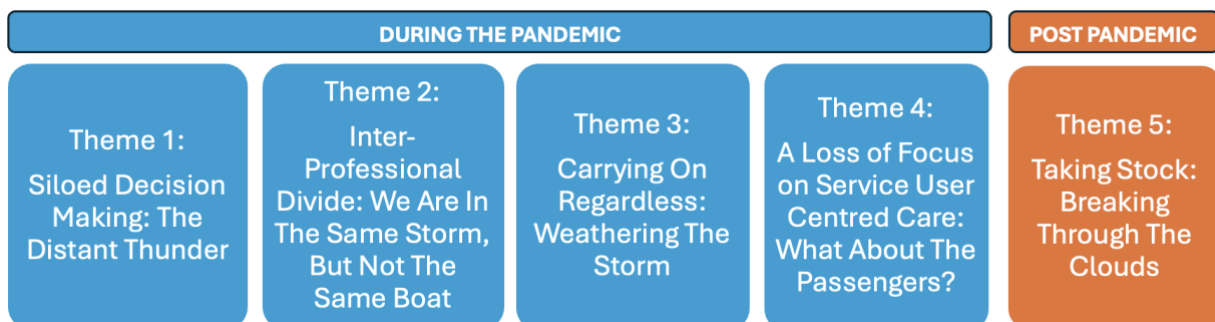 DURING THE PANDEMIC
POST PANDEMIC
Theme 1:
Siloed Decision
Making: The
Distant Thunder
Theme 2:
Inter-
Professional
Divide: We Are In
The Same Storm,
But Not The
Same Boat
Theme 3:
Carrying On
Regardless:
Weathering The
Storm
Theme 4:
A Loss of Focus
on Service User
Centred Care:
What About The
Passengers?
Theme 5:
Taking Stock:
Breaking
Through The
Clouds